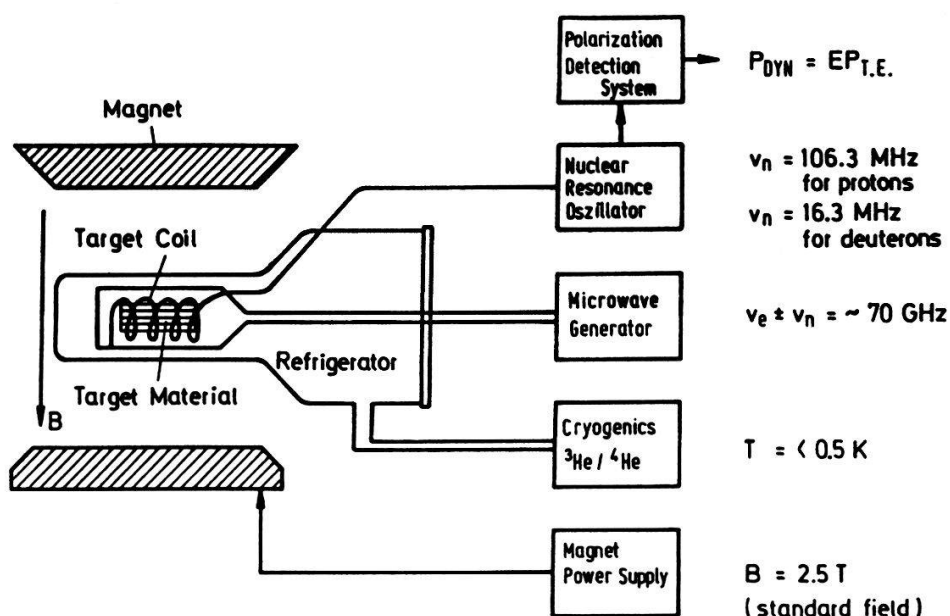 Polarization
Detection
System
P_DYN = EP_T.E.
Magnet
Nuclear
Resonance
Oszillator
ν_n = 106.3 MHz
for protons
ν_n = 16.3 MHz
for deuterons
Target Coil
Microwave
Generator
ν_e ± ν_n = ~ 70 GHz
Refrigerator
Target Material
B
Cryogenics
³He / ⁴He
T = < 0.5 K
Magnet
Power Supply
B = 2.5 T
(standard field)